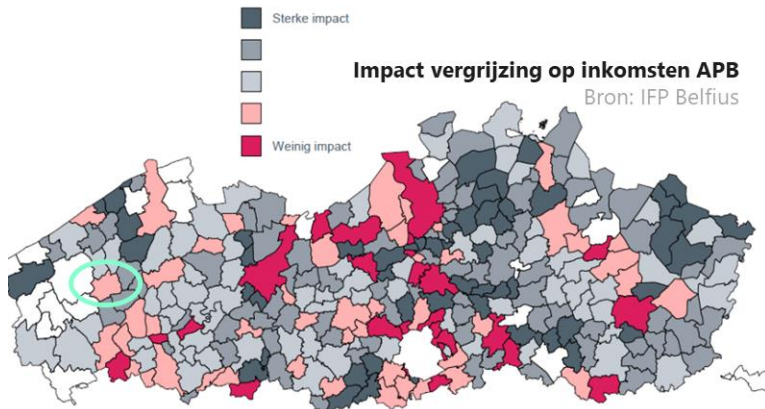 Sterke impact
Impact vergrijzing op inkomsten APB
Bron: IFP Belfius
Weinig impact